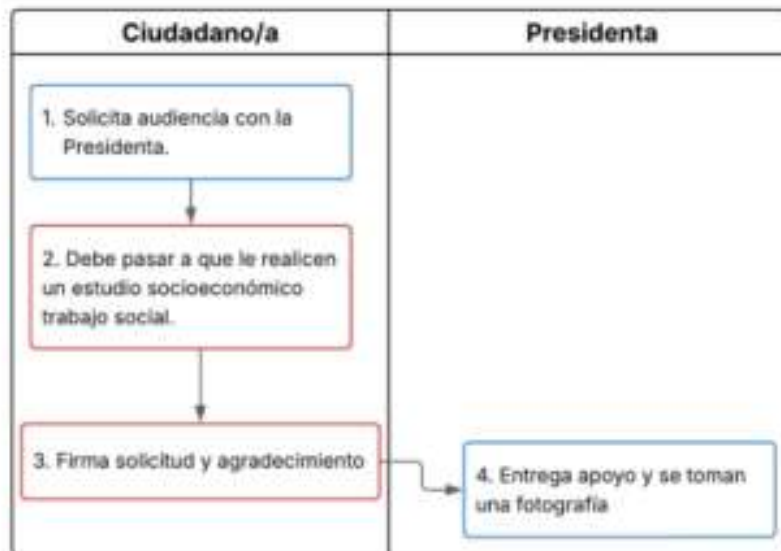 Ciudadano/a
Presidenta
1. Solicita audiencia con la
Presidenta.
2. Debe pasar a que le realicen
un estudio socioeconómico
trabajo social.
3. Firma solicitud y agradecimiento
4. Entrega apoyo y se toman
una fotografía